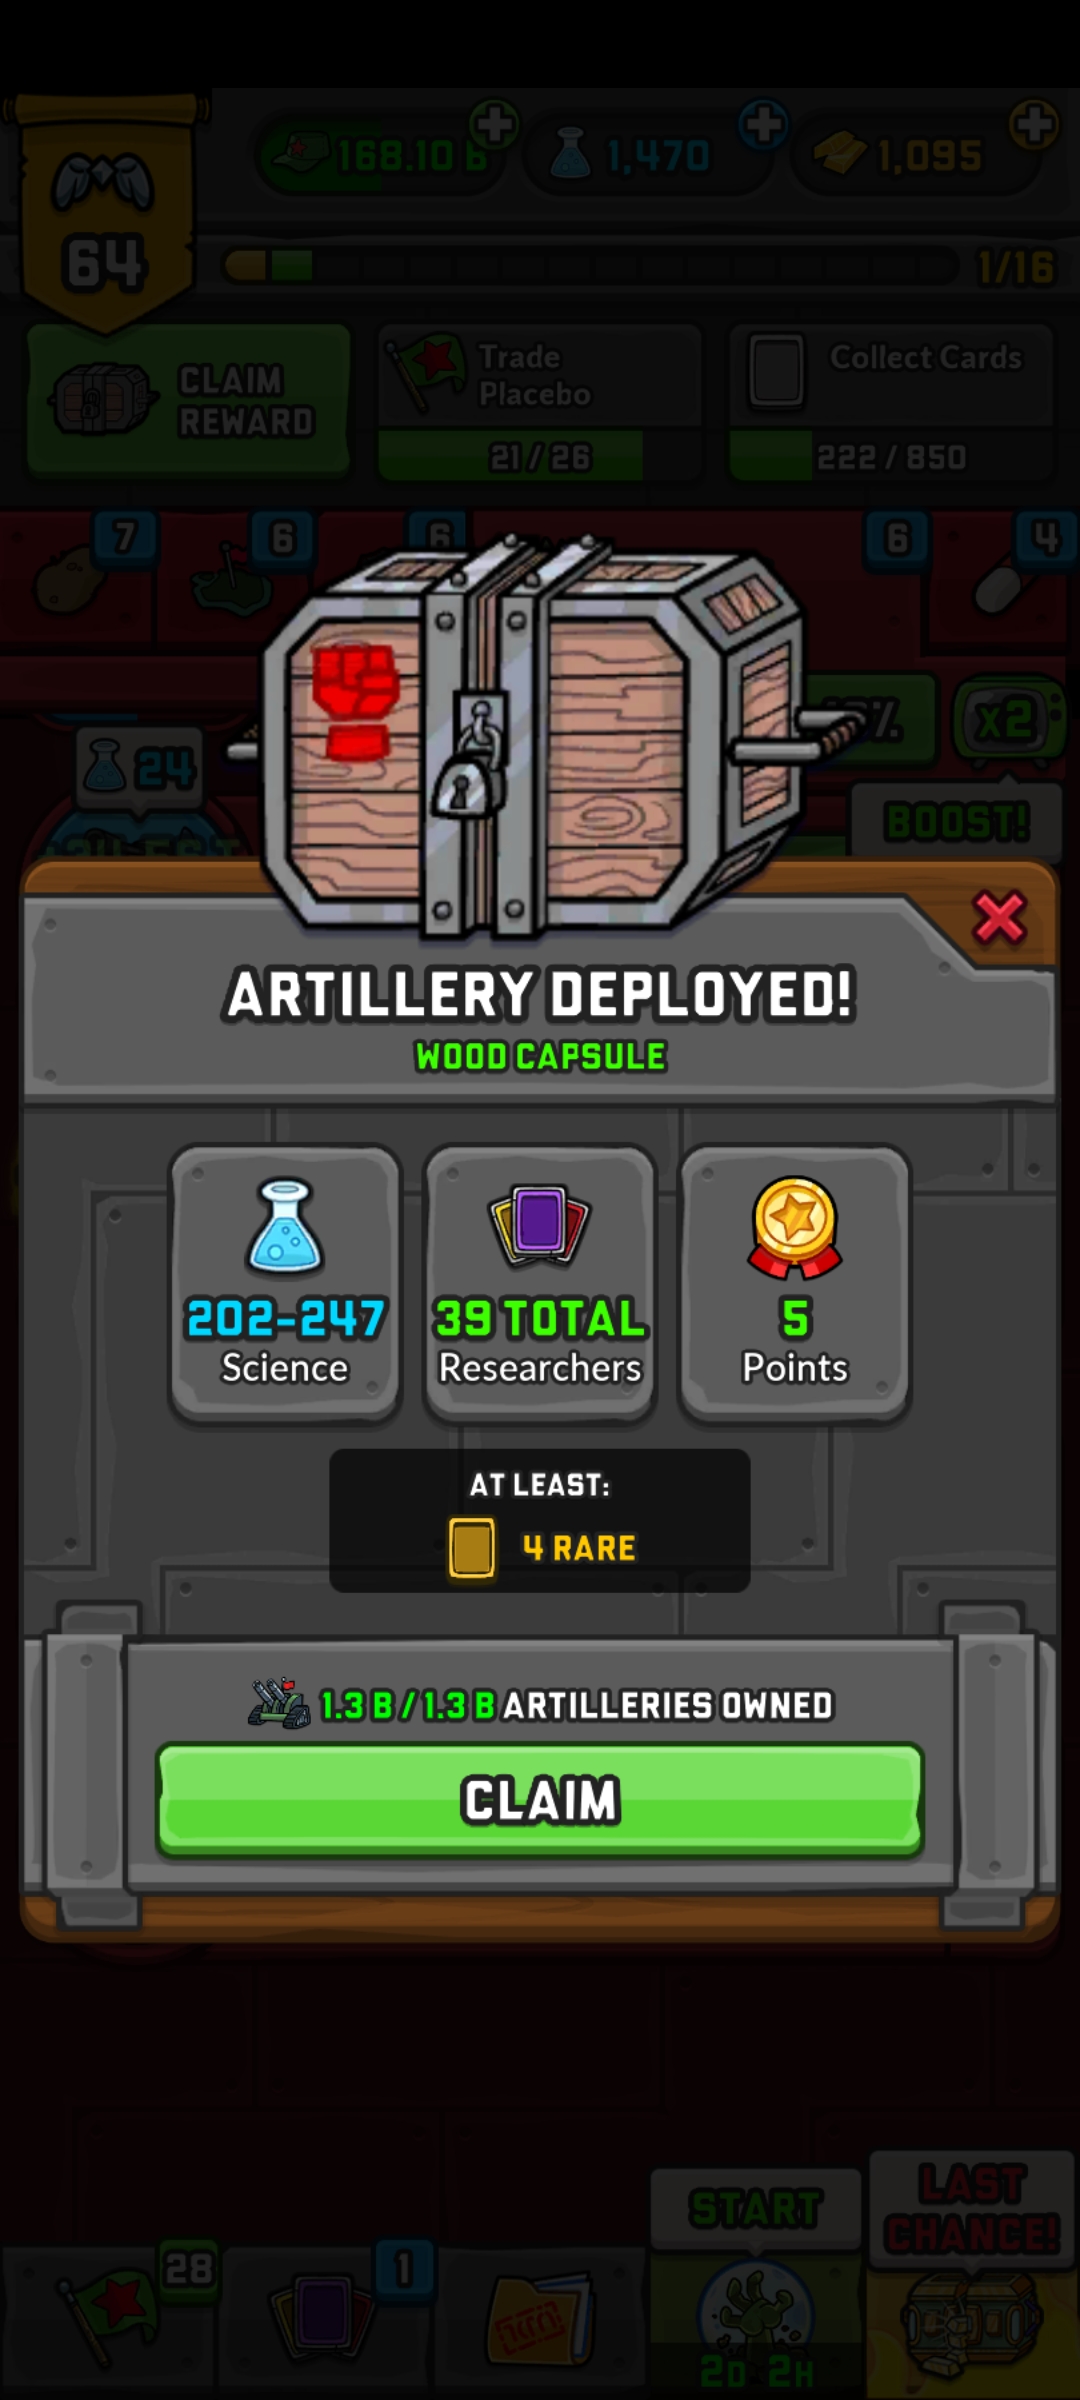 168.10 B
1,470
1,095
64
1/16
CLAIM
REWARD
Trade
Placebo
21 / 26
Collect Cards
222 / 850
7
6
6
6
4
24
%
x2
BOOST!
ARTILLERY DEPLOYED!
WOOD CAPSULE
202-247
Science
39 TOTAL
Researchers
5
Points
AT LEAST:
4 RARE
1.3 B / 1.3 B ARTILLERIES OWNED
CLAIM
START
LAST
CHANCE!
28
1
2D 2H